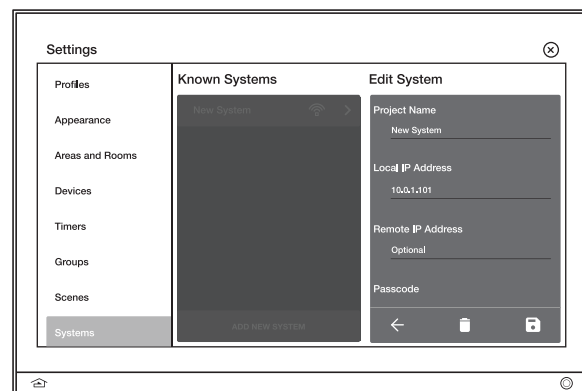 Settings
Profiles
Appearance
Areas and Rooms
Devices
Timers
Groups
Scenes
Systems
Known Systems
New System
ADD NEW SYSTEM
Edit System
Project Name
New System
Local IP Address
10.0.1.101
Remote IP Address
Optional
Passcode